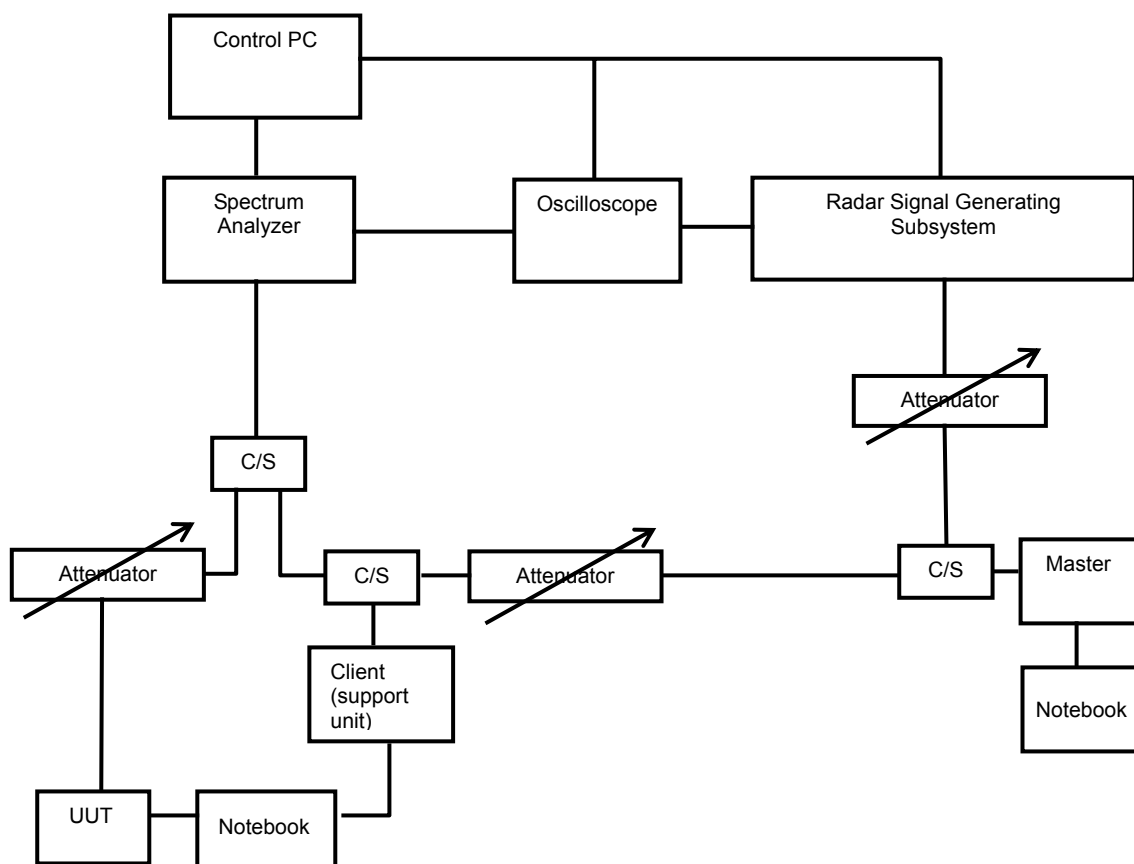 Control PC
Spectrum
Analyzer
Oscilloscope
Radar Signal Generating
Subsystem
Attenuator
C/S
Attenuator
C/S
Attenuator
C/S
Master
Client
(support
unit)
Notebook
UUT
Notebook